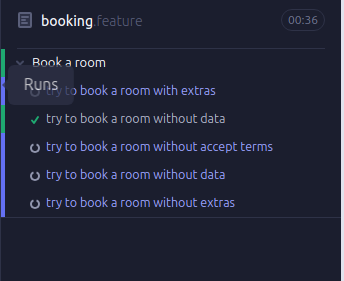 booking.feature
00:36
Book a room
Runs
try to book a room with extras
try to book a room without data
try to book a room without accept terms
try to book a room without data
try to book a room without extras